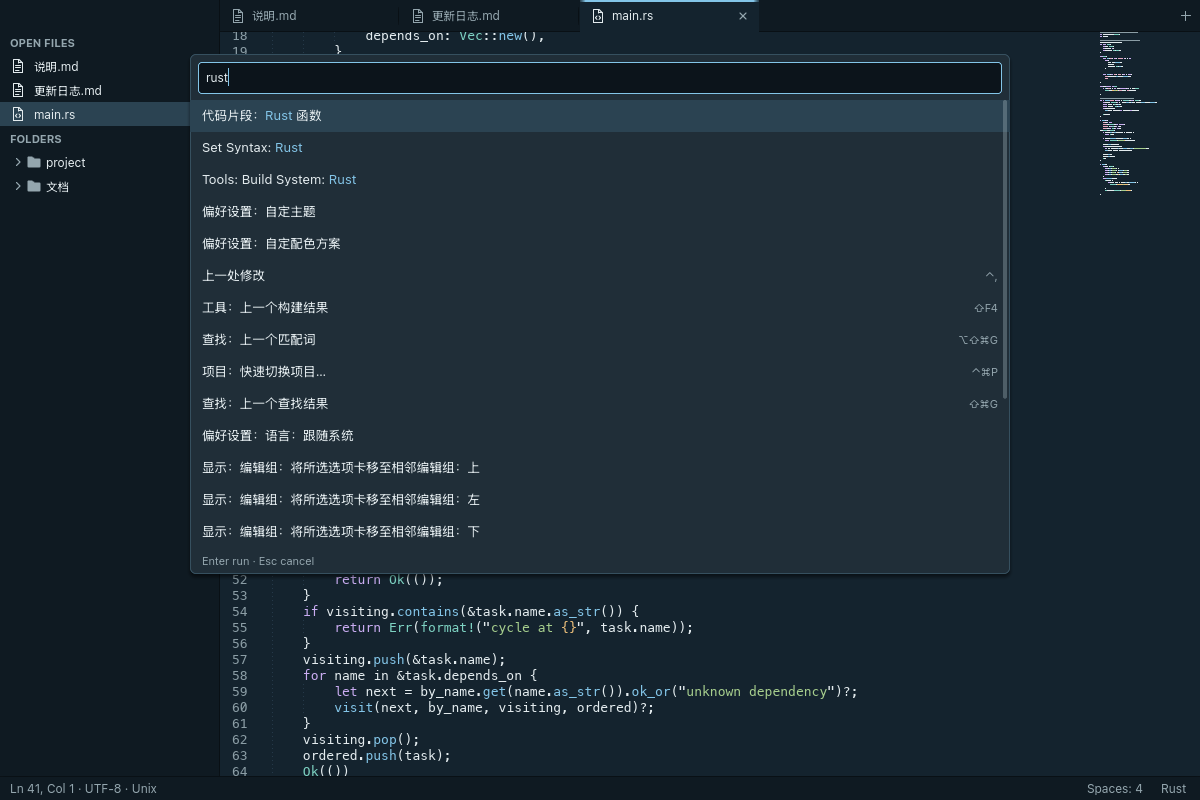 说明.md
更新日志.md
main.rs
OPEN FILES
说明.md
更新日志.md
main.rs
FOLDERS
project
文档
18 depends_on: Vec::new(),
19 }
rust
代码片段：Rust 函数
Set Syntax: Rust
Tools: Build System: Rust
偏好设置：自定主题
偏好设置：自定配色方案
上一处修改 ^,
工具：上一个构建结果 ⇧F4
查找：上一个匹配词 ⌥⇧⌘G
项目：快速切换项目… ^⌘P
查找：上一个查找结果 ⇧⌘G
偏好设置：语言：跟随系统
显示：编辑组：将所选选项卡移至相邻编辑组：上
显示：编辑组：将所选选项卡移至相邻编辑组：左
显示：编辑组：将所选选项卡移至相邻编辑组：下
Enter run · Esc cancel
52 return Ok(());
53 }
54 if visiting.contains(&task.name.as_str()) {
55 return Err(format!("cycle at {}", task.name));
56 }
57 visiting.push(&task.name);
58 for name in &task.depends_on {
59 let next = by_name.get(name.as_str()).ok_or("unknown dependency")?;
60 visit(next, by_name, visiting, ordered)?;
61 }
62 visiting.pop();
63 ordered.push(task);
64 Ok(())
Ln 41, Col 1 · UTF-8 · Unix
Spaces: 4
Rust